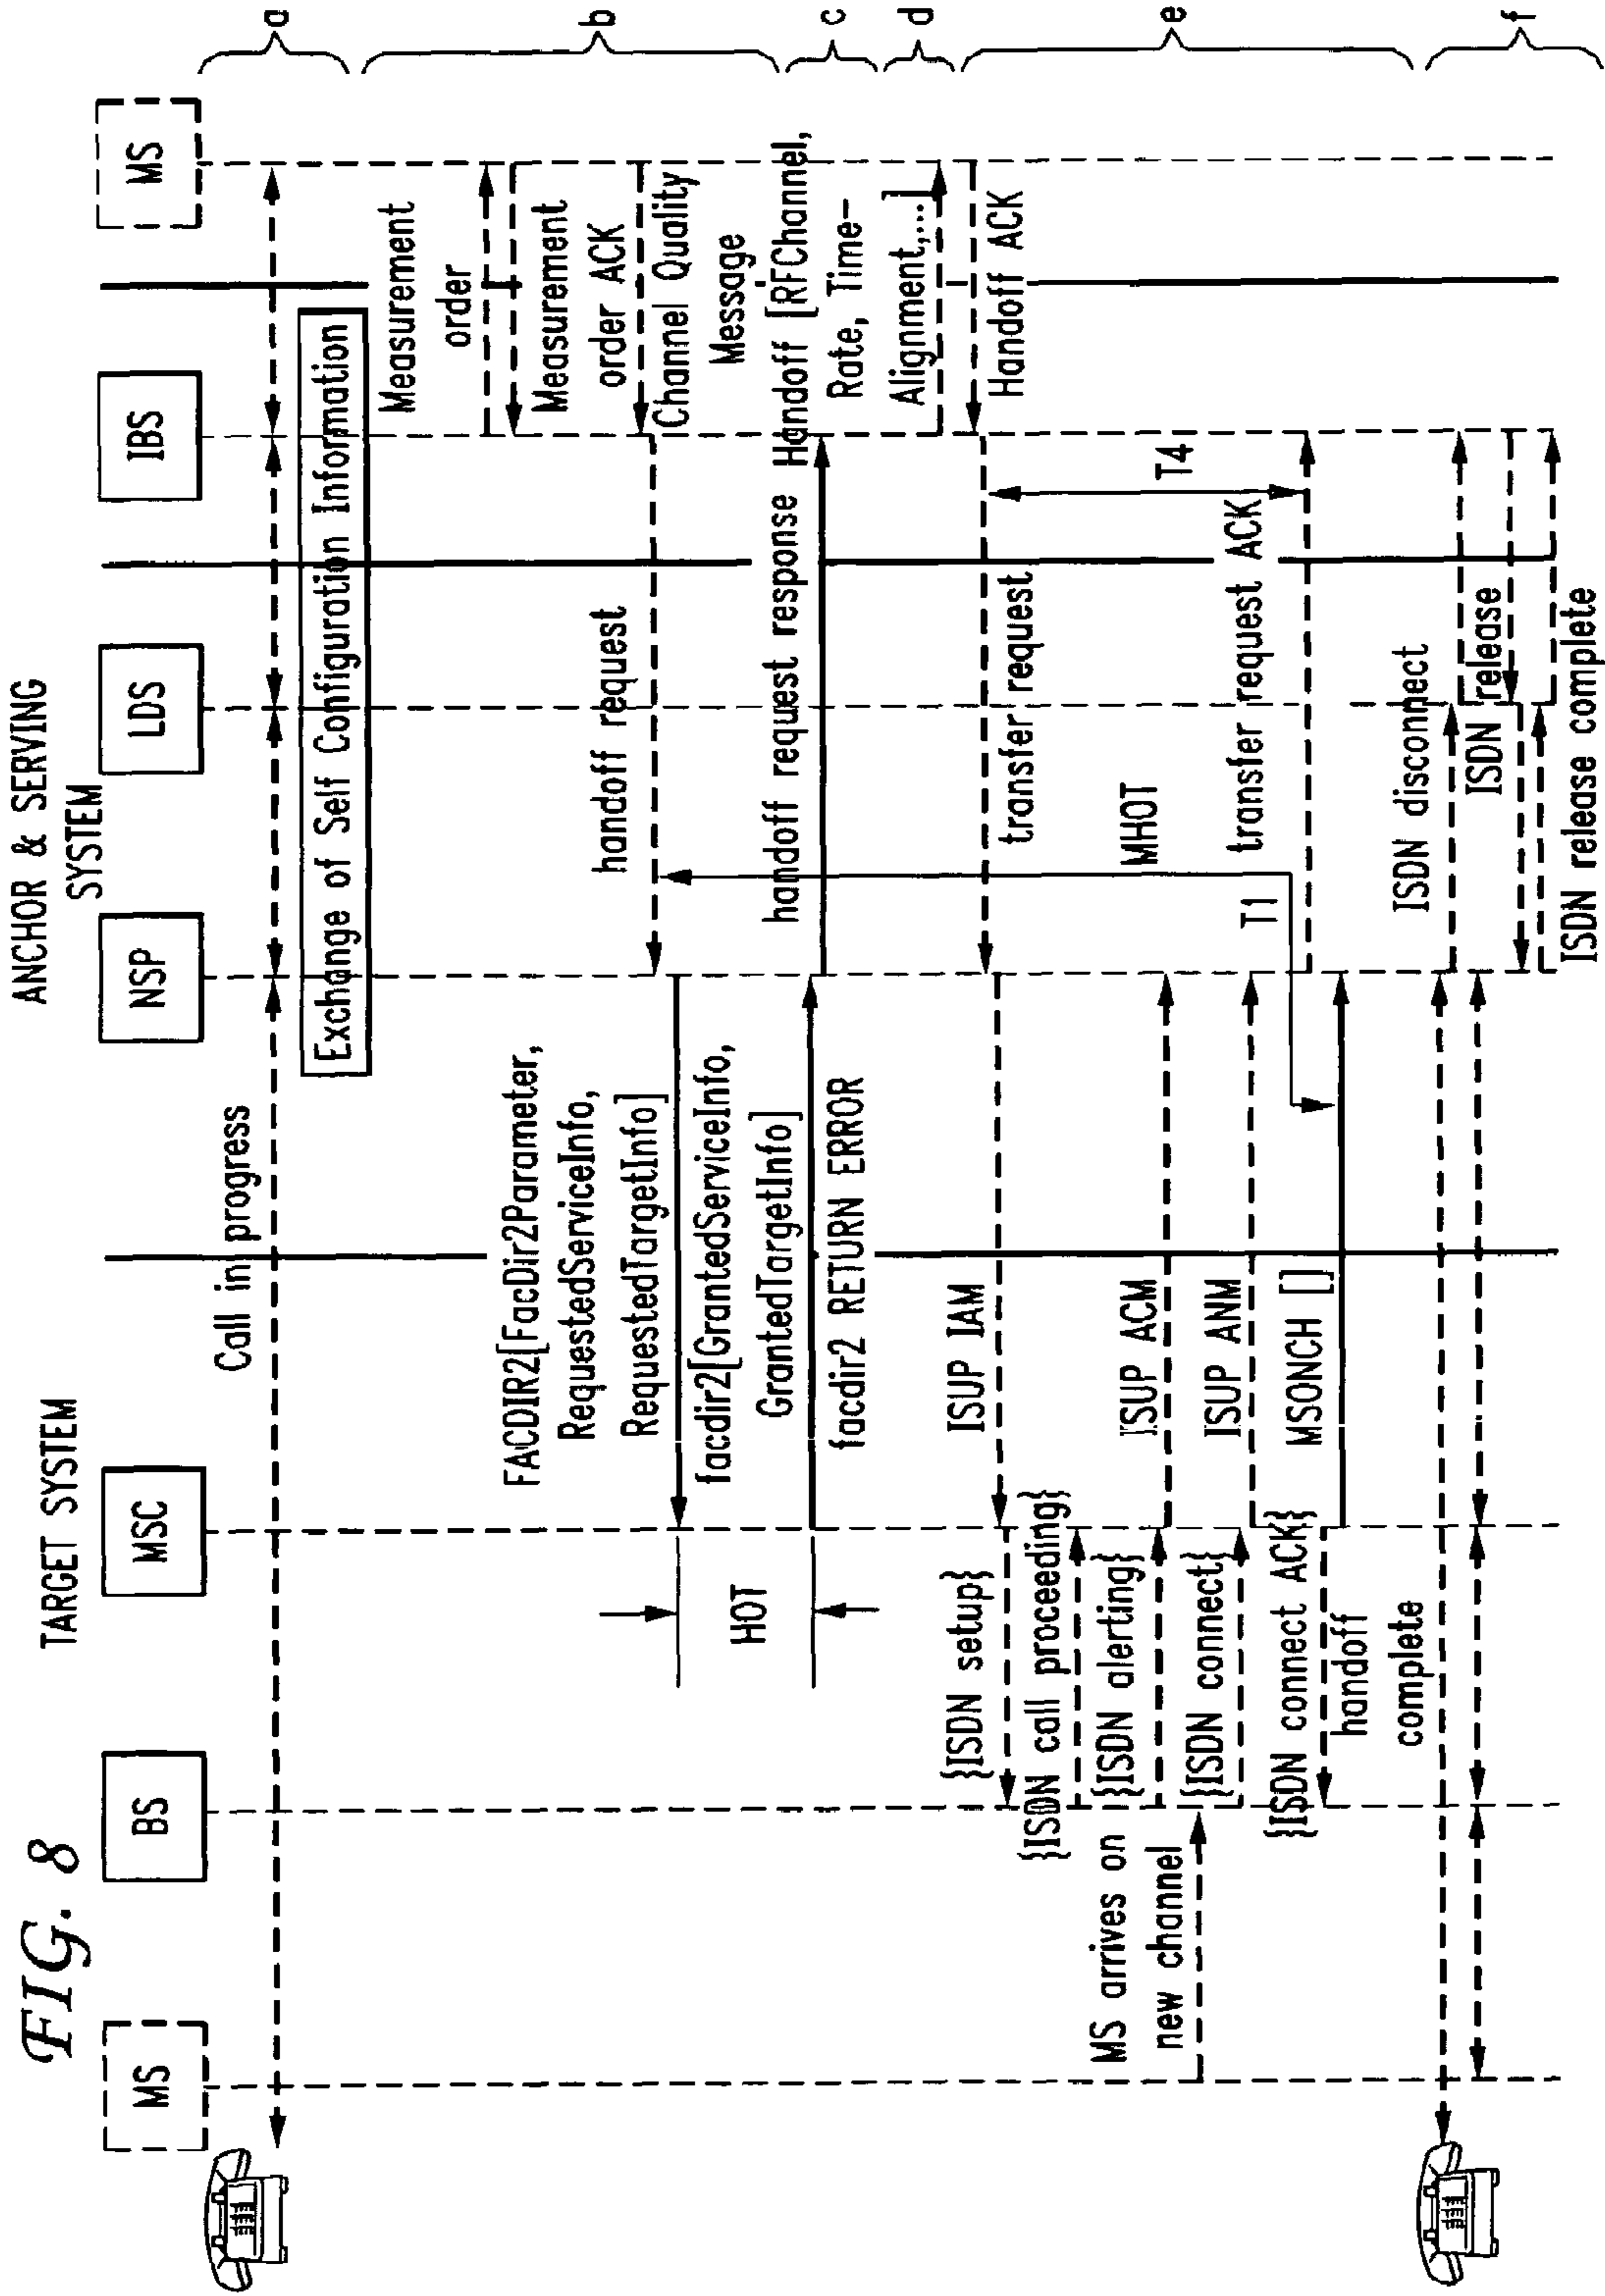 FIG. 8
TARGET SYSTEM
ANCHOR & SERVING
SYSTEM
MS
BS
MSC
NSP
LDS
IBS
MS
Call in progress
a
Exchange of Self Configuration Information
Measurement
order
Measurement
order ACK
Channel Quality
Message
b
handoff request
FACDIR2[FacDir2Parameter,
RequestedServiceInfo,
RequestedTargetInfo]
facdir2[GrantedServiceInfo,
GrantedTargetInfo]
facdir2 RETURN ERROR
HOT
handoff request response
c
Handoff [RFChannel,
Rate, Time-
Alignment,...]
d
Handoff ACK
transfer request
ISUP IAM
{ISDN setup}
{ISDN call proceeding}
{ISDN alerting}
ISUP ACM
MS arrives on
new channel
{ISDN connect}
ISUP ANM
{ISDN connect ACK}
MSONCH []
MHOT
T1
T4
transfer request ACK
e
handoff
complete
ISDN disconnect
ISDN release
ISDN release complete
f